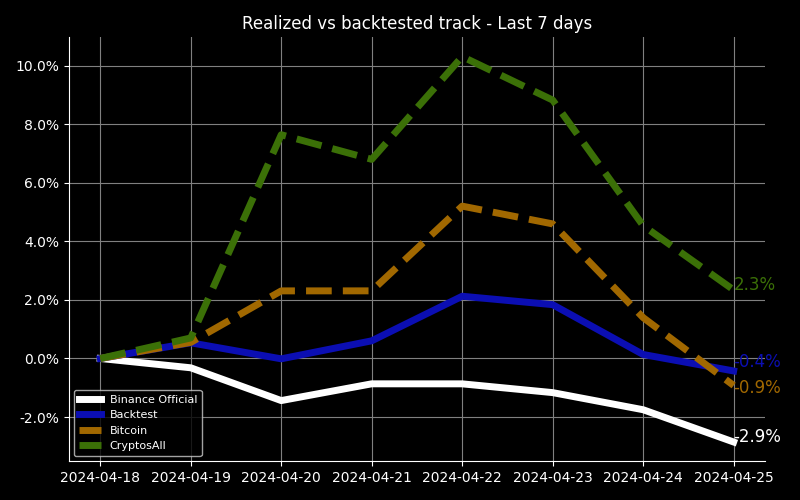 Realized vs backtested track - Last 7 days
10.0%
8.0%
6.0%
4.0%
2.0%
0.0%
-2.0%
2.3%
-0.4%
-0.9%
-2.9%
Binance Official
Backtest
Bitcoin
CryptosAll
2024-04-18 2024-04-19 2024-04-20 2024-04-21 2024-04-22 2024-04-23 2024-04-24 2024-04-25